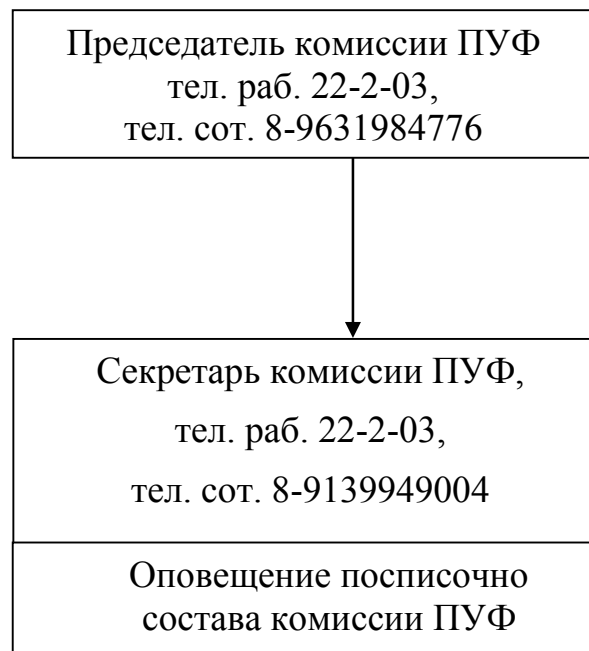 Председатель комиссии ПУФ
тел. раб. 22-2-03,
тел. сот. 8-9631984776
Секретарь комиссии ПУФ,
тел. раб. 22-2-03,
тел. сот. 8-9139949004
Оповещение посписочно
состава комиссии ПУФ